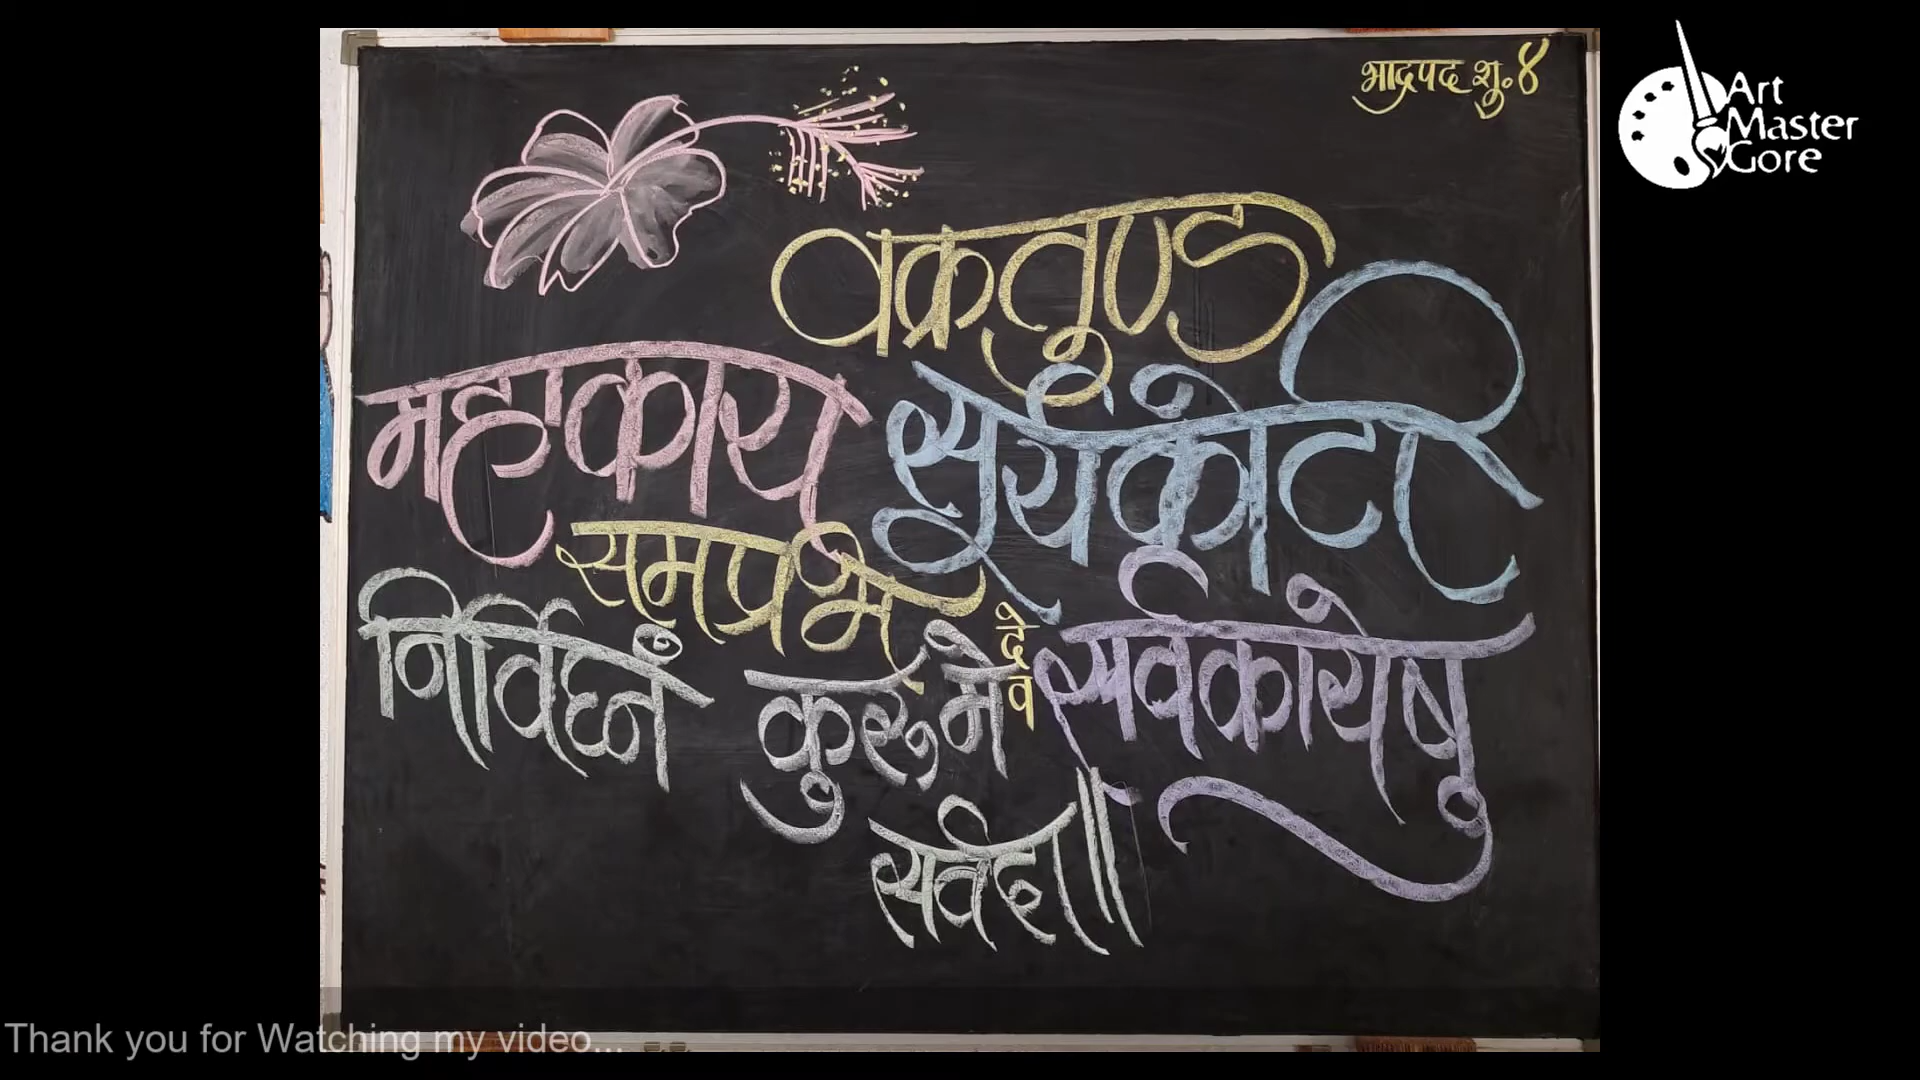 भाद्रपद शु.४
Art
Master
Gore
वक्रतुण्ड
महाकाय सूर्यकोटी
समप्रभ
निर्विघ्नं कुरूमे देव सर्वकार्येषू
सर्वदा॥
Thank you for Watching my video...